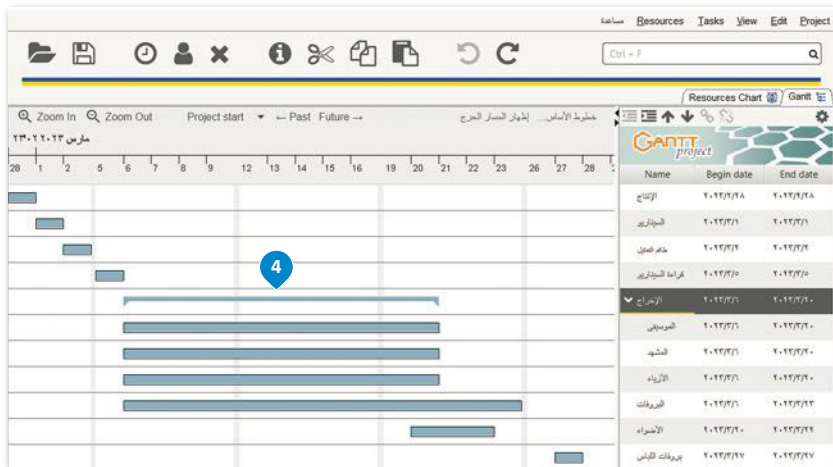 مساعدة Resources Tasks View Edit Project
Ctrl + F
Resources Chart Gantt
Zoom In Zoom Out Project start ← Past Future → خطوط الأساس... إظهار المسار الحرج
GANTT project
28 1 2 5 6 7 8 9 12 13 14 15 16 19 20 21 22 23 26 27 28
Name Begin date End date
الإنتاج ٢٠٢٣/٢/٢٨ ٢٠٢٣/٢/٢٨
السيناريو ٢٠٢٣/٣/١ ٢٠٢٣/٣/١
طاقم التمثيل ٢٠٢٣/٣/٢ ٢٠٢٣/٣/٢
قراءة السيناريو ٢٠٢٣/٣/٥ ٢٠٢٣/٣/٥
4
الإخراج ٢٠٢٣/٣/٦ ٢٠٢٣/٣/٢٠
الموسيقى ٢٠٢٣/٣/٦ ٢٠٢٣/٣/٢٠
المشهد ٢٠٢٣/٣/٦ ٢٠٢٣/٣/٢٠
الأزياء ٢٠٢٣/٣/٦ ٢٠٢٣/٣/٢٠
البروفات ٢٠٢٣/٣/٦ ٢٠٢٣/٣/٢٣
الأضواء ٢٠٢٣/٣/٢٠ ٢٠٢٣/٣/٢٢
بروفات اللباس ٢٠٢٣/٣/٢٧ ٢٠٢٣/٣/٢٧